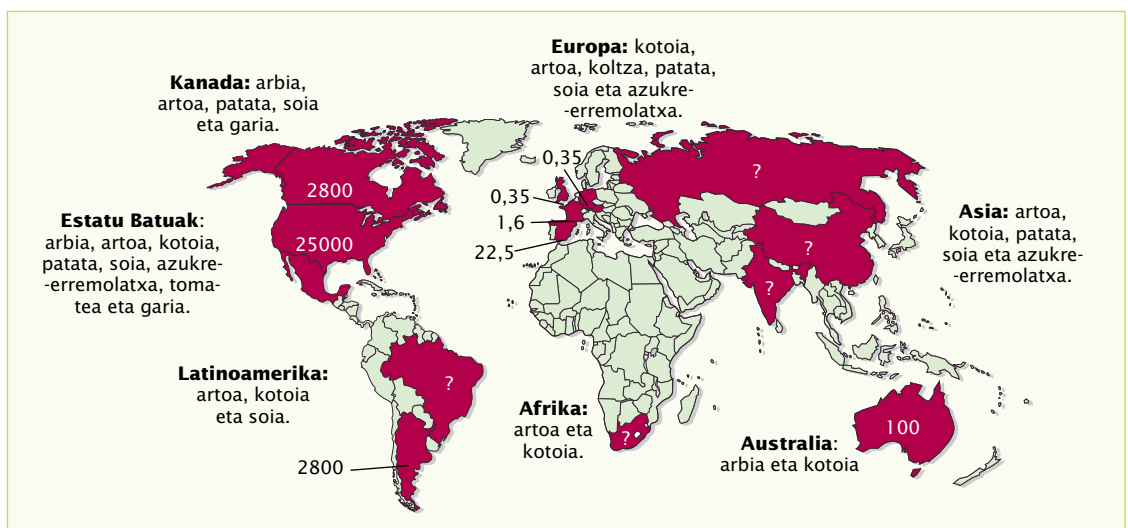 Europa: kotoia,
artoa, koltza, patata,
soia eta azukre-
-erremolatxa.
Kanada: arbia,
artoa, patata, soia
eta garia.
0,35
?
2800
0,35
Estatu Batuak:
arbia, artoa, kotoia,
patata, soia, azukre-
-erremolatxa, toma-
tea eta garia.
25000
1,6
22,5
?
?
Asia: artoa,
kotoia, patata,
soia eta azukre-
-erremolatxa.
Latinoamerika:
artoa, kotoia
eta soia.
?
2800
Afrika:
artoa eta
kotoia.
?
100
Australia:
arbia eta kotoia